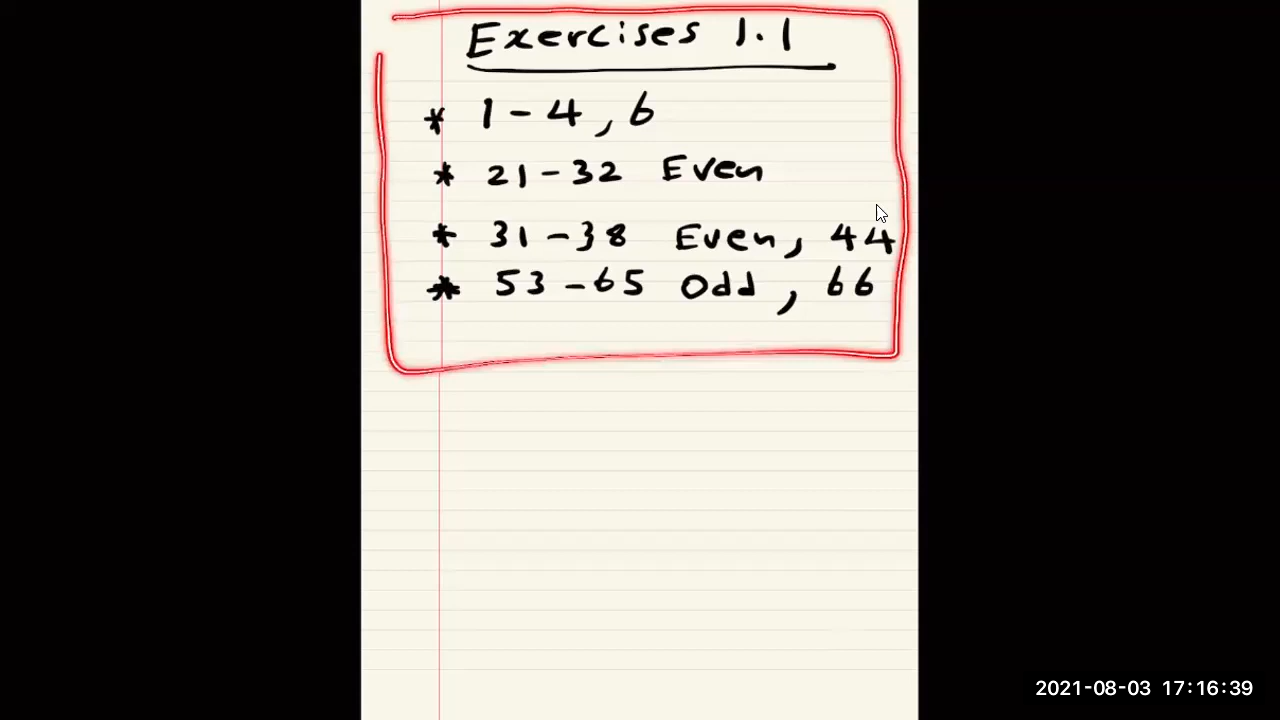 Exercises 1.1
* 1-4, 6
* 21-32 Even
* 31-38 Even, 44
* 53-65 Odd, 66
2021-08-03 17:16:39